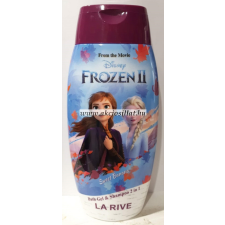 From the Movie
Disney
FROZEN II
Bath Gel & Shampoo 2 in 1
LA RIVE